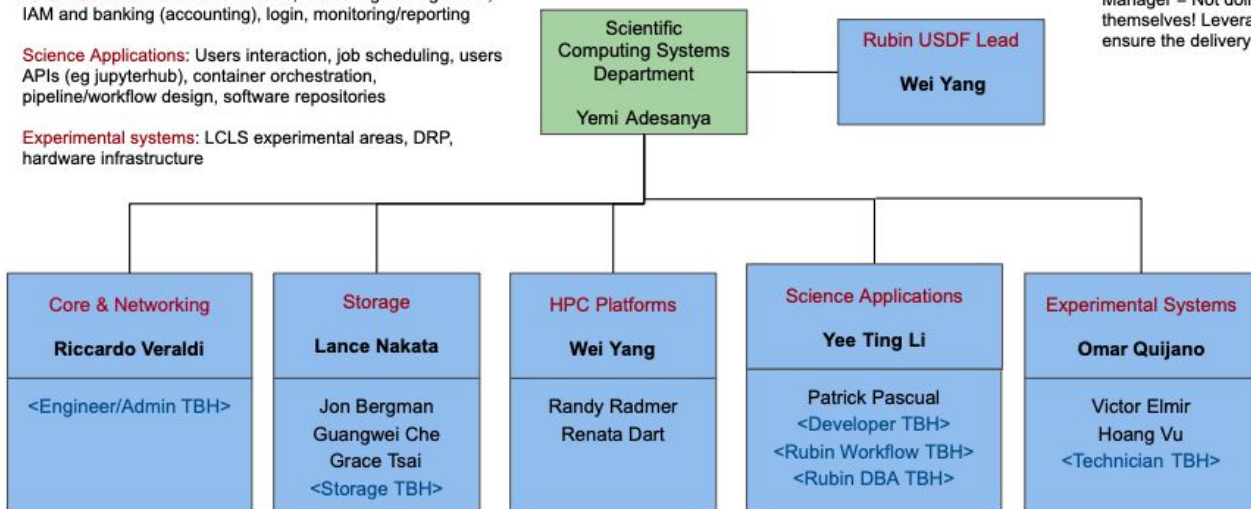 IAM and banking (accounting), login, monitoring/reporting
Science Applications: Users interaction, job scheduling, users
APIs (eg jupyterhub), container orchestration,
pipeline/workflow design, software repositories
Experimental systems: LCLS experimental areas, DRP,
hardware infrastructure
Scientific
Computing Systems
Department
Yemi Adesanya
Rubin USDF Lead
Wei Yang
themselves!
ensure the delivery
Core & Networking
Riccardo Veraldi
<Engineer/Admin TBH>
Storage
Lance Nakata
Jon Bergman
Guangwei Che
Grace Tsai
<Storage TBH>
HPC Platforms
Wei Yang
Randy Radmer
Renata Dart
Science Applications
Yee Ting Li
Patrick Pascual
<Developer TBH>
<Rubin Workflow TBH>
<Rubin DBA TBH>
Experimental Systems
Omar Quijano
Victor Elmir
Hoang Vu
<Technician TBH>